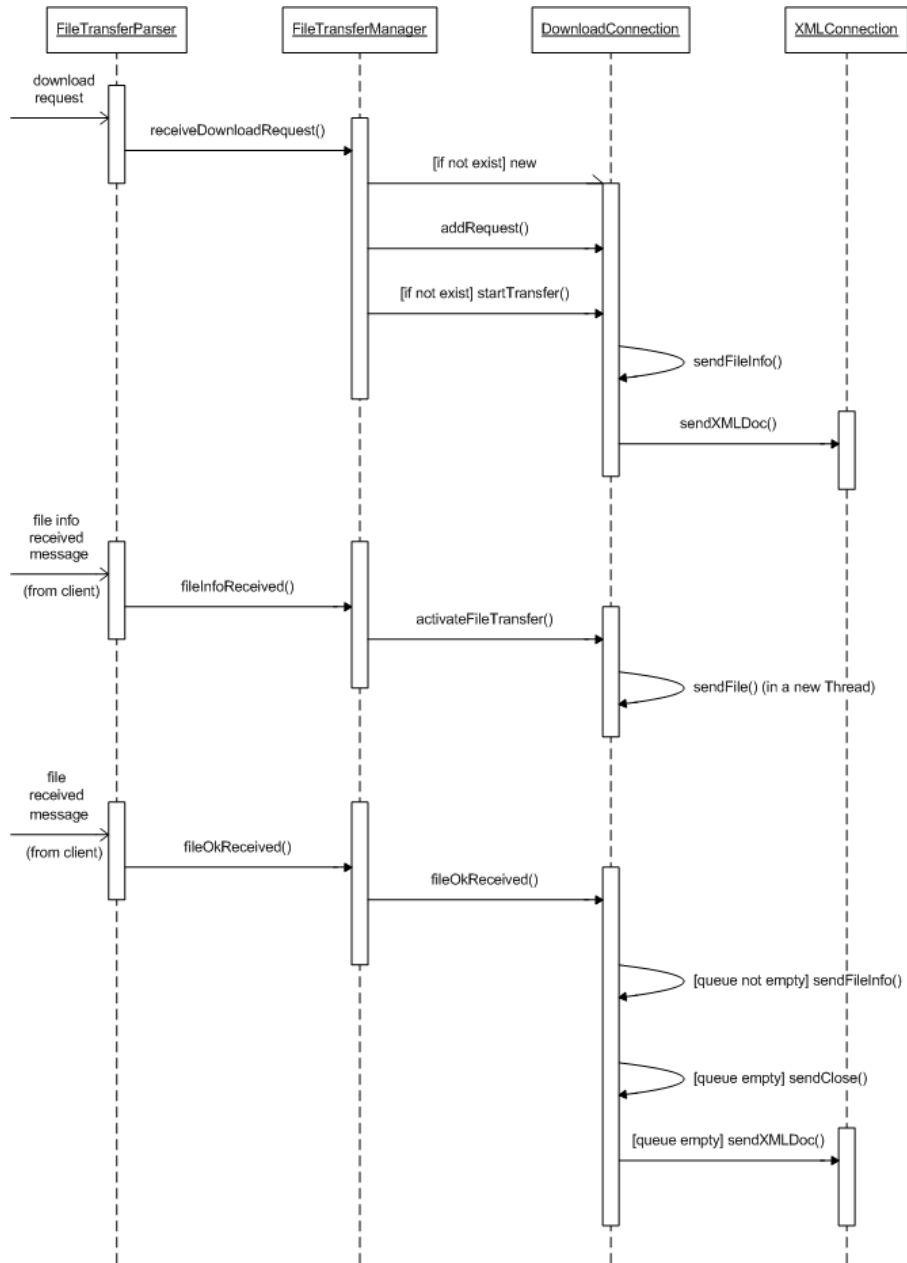 FileTransferParser
FileTransferManager
DownloadConnection
XMLConnection
download
request
receiveDownloadRequest()
[if not exist] new
addRequest()
[if not exist] startTransfer()
sendFileInfo()
sendXMLDoc()
file info
received
message
(from client)
fileInfoReceived()
activateFileTransfer()
sendFile() (in a new Thread)
file
received
message
(from client)
fileOkReceived()
fileOkReceived()
[queue not empty] sendFileInfo()
[queue empty] sendClose()
[queue empty] sendXMLDoc()